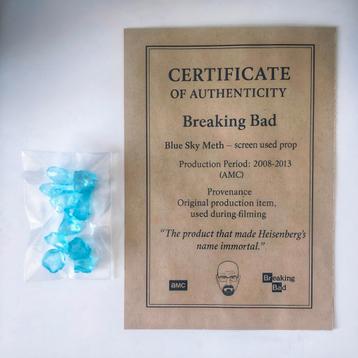 CERTIFICATE
OF AUTHENTICITY
Breaking Bad
Blue Sky Meth – screen used prop
Production Period: 2008-2013
(AMC)
Provenance
Original production item,
used during filming
“The product that made Heisenberg’s
name immortal.”
aMC
Breaking
Bad